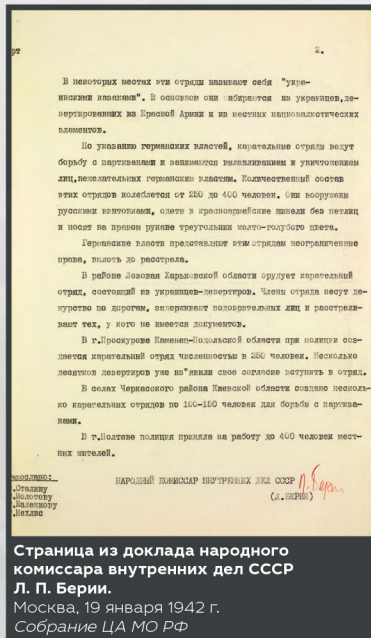 рт
2.
В некоторых местах эти отряды называют себя "укра-
инскими казаками". В основном они набираются из украинцев, де-
зертировавших из Красной Армии и из местных националистических
элементов.
По указанию германских властей, карательные отряды ведут
борьбу с партизанами и занимаются вылавливанием и уничтожением
лиц, нежелательных германским властям. Количественный состав
этих отрядов колеблется от 250 до 400 человек. Они вооружены
русскими винтовками, одеты в красноармейские шинели без петлиц
и носят на правом рукаве треугольник желто-голубого цвета.
Германские власти представляют этим отрядам неограниченные
права, вплоть до расстрела.
В районе Лозовая Харьковской области орудует карательный
отряд, состоящий из украинцев-дезертиров. Члены отряда несут де-
журство по дорогам, задерживают подозрительных лиц и расстрели-
вают тех, у кого не имеется документов.
В г.Проскурове Каменец-Подольской области при полиции соз-
дается карательный отряд численностью в 250 человек. Несколько
десятков дезертиров уже из"явили свое согласие вступить в отряд.
В селах Черкасского района Киевской области создано несколь-
ко карательных отрядов по 100-150 человек для борьбы с партиза-
нами.
В г.Полтаве полиция приняла на работу до 400 человек мест-
ных жителей.
азослано:
.Сталину
.Молотову
.Маленкову
.Мехлис
НАРОДНЫЙ КОМИССАР ВНУТРЕННИХ ДЕЛ СССР
(Л.БЕРИЯ)
Страница из доклада народного
комиссара внутренних дел СССР
Л. П. Берии.
Москва, 19 января 1942 г.
Собрание ЦА МО РФ